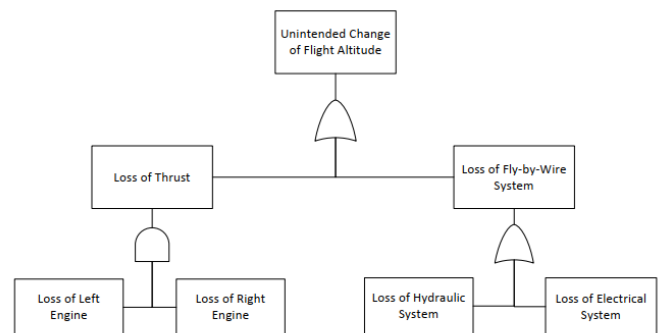 Unintended Change
of Flight Altitude
Loss of Thrust
Loss of Fly-by-Wire
System
Loss of Left
Engine
Loss of Right
Engine
Loss of Hydraulic
System
Loss of Electrical
System